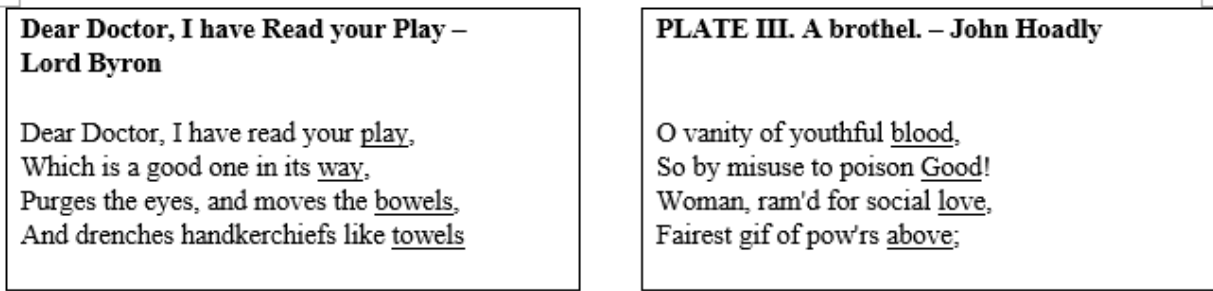 Dear Doctor, I have Read your Play –
Lord Byron
Dear Doctor, I have read your play,
Which is a good one in its way,
Purges the eyes, and moves the bowels,
And drenches handkerchiefs like towels
PLATE III. A brothel. – John Hoadly
O vanity of youthful blood,
So by misuse to poison Good!
Woman, ram'd for social love,
Fairest gif of pow'rs above;